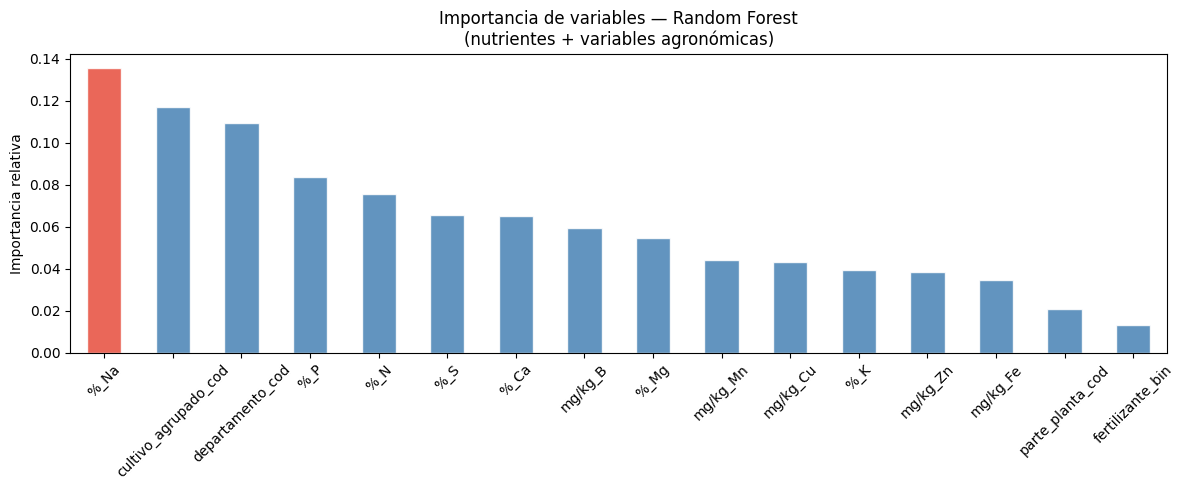 Importancia de variables — Random Forest
(nutrientes + variables agronómicas)
Importancia relativa
0.14
0.12
0.10
0.08
0.06
0.04
0.02
0.00
%_Na
cultivo_agrupado_cod
departamento_cod
%_P
%_N
%_S
%_Ca
mg/kg_B
%_Mg
mg/kg_Mn
mg/kg_Cu
%_K
mg/kg_Zn
mg/kg_Fe
parte_planta_cod
fertilizante_bin